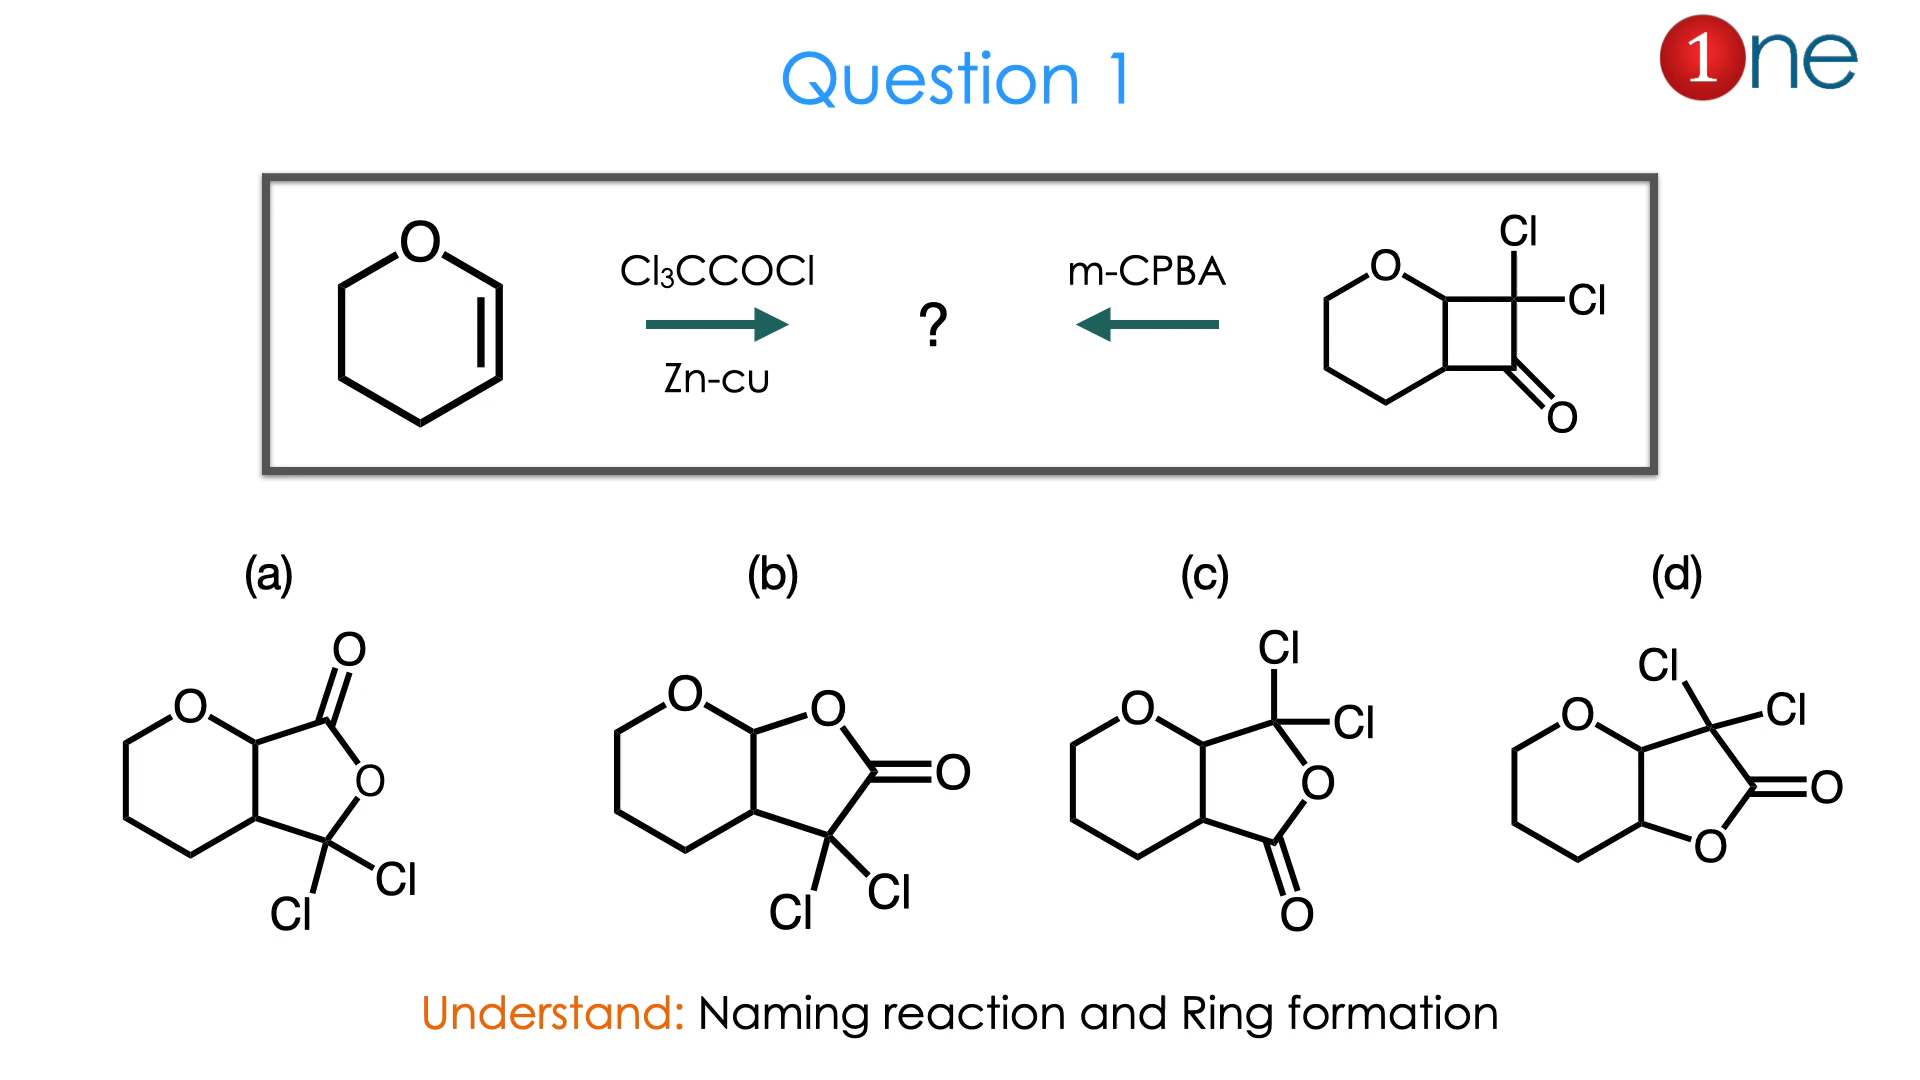 1ne
Question 1
O
Cl₃CCOCl
Zn-cu
?
m-CPBA
Cl
O
Cl
O
(a)
(b)
(c)
(d)
O
O
O
Cl
Cl
O
O
O
Cl
Cl
Cl
O
Cl
O
O
Cl
O
Cl
O
O
Understand: Naming reaction and Ring formation